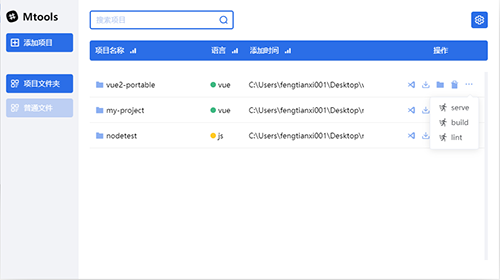 Mtools
搜索项目
添加项目
项目文件夹
普通文件
项目名称 语言 添加时间 操作
vue2-portable vue C:\Users\fengtianxi001\Desktop\v
my-project vue C:\Users\fengtianxi001\Desktop\r
nodetest js C:\Users\fengtianxi001\Desktop\r
serve
build
lint